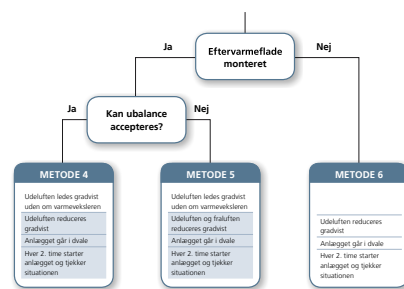 Ja
Eftervarmeflade
monteret
Nej
Ja
Kan ubalance
accepteres?
Nej
METODE 4
Udeluften ledes gradvist
uden om varmeveksleren
Udeluften reduceres
gradvist
Anlægget går i dvale
Hver 2. time starter
anlægget og tjekker
situationen
METODE 5
Udeluften ledes gradvist
uden om varmeveksleren
Udeluften og fraluften
reduceres gradvist
Anlægget går i dvale
Hver 2. time starter
anlægget og tjekker
situationen
METODE 6
Udeluften reduceres
gradvist
Anlægget går i dvale
Hver 2. time starter
anlægget og tjekker
situationen